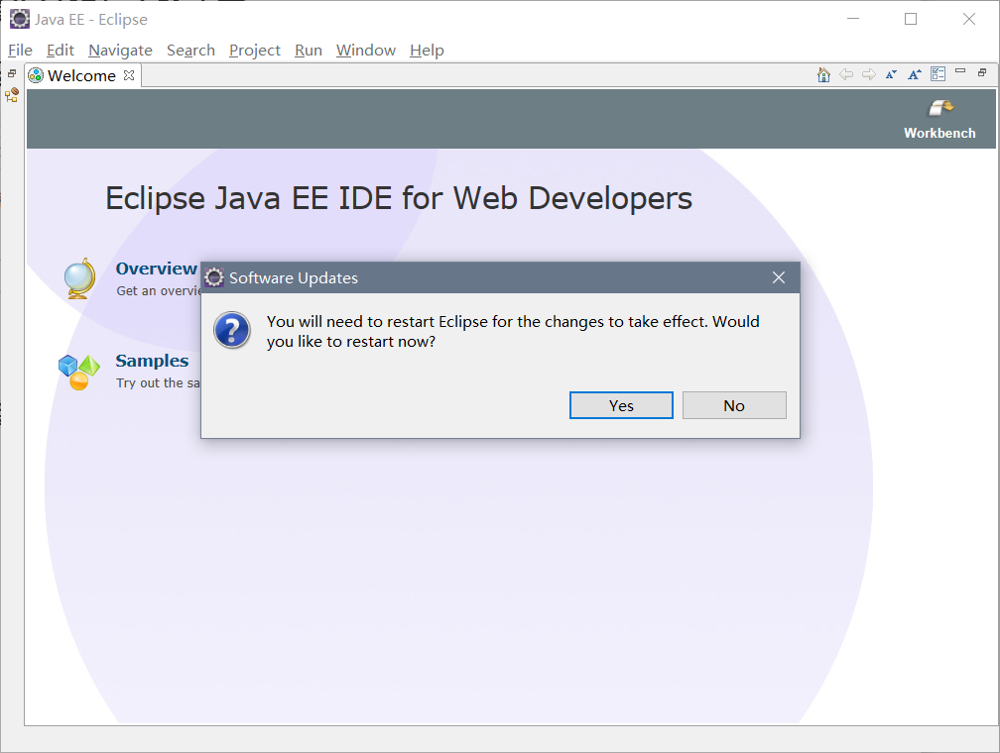 Java EE - Eclipse
File Edit Navigate Search Project Run Window Help
Welcome
Workbench
Eclipse Java EE IDE for Web Developers
Overview
Get an overvie
Software Updates
You will need to restart Eclipse for the changes to take effect. Would
you like to restart now?
Yes No
Samples
Try out the sa